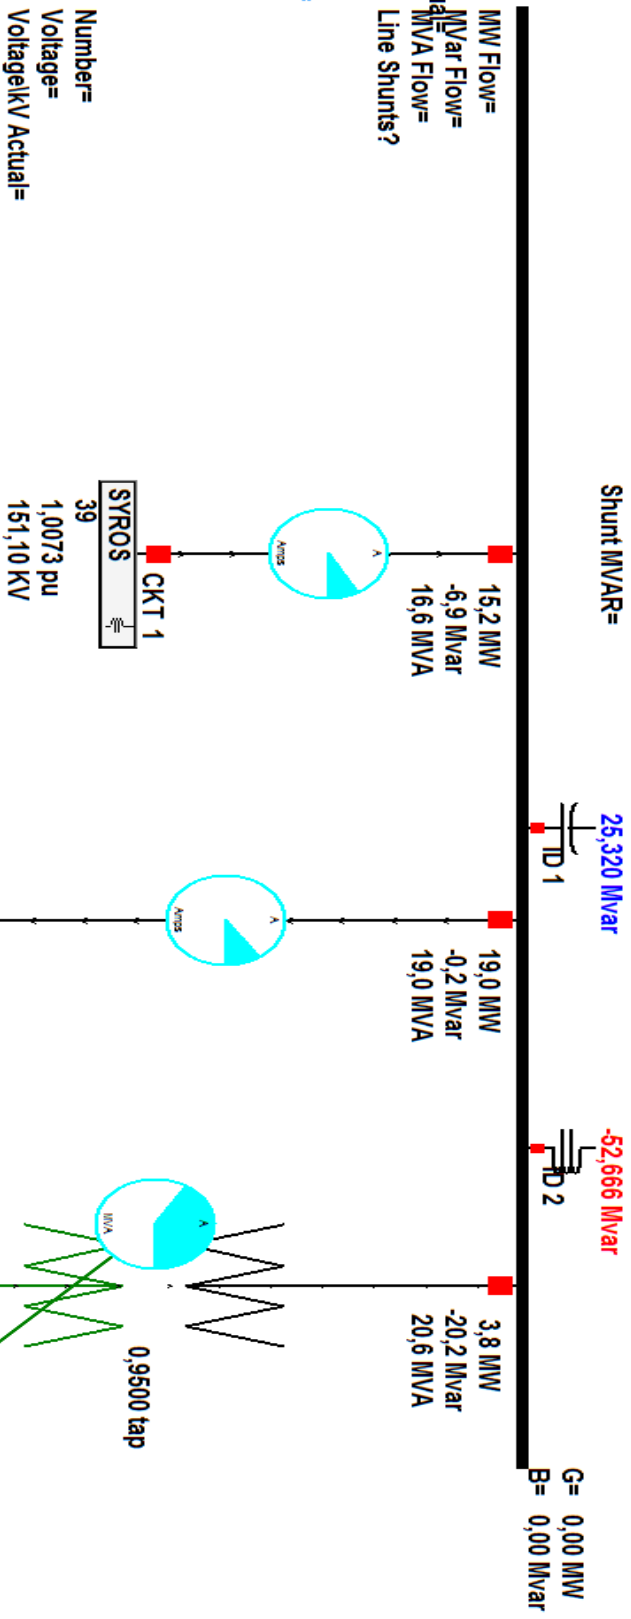 Shunt MVAR= 25,320 Mvar -52,666 Mvar
ID 1 ID 2
G= 0,00 MW
B= 0,00 Mvar
MW Flow= 15,2 MW 19,0 MW 3,8 MW
MVar Flow= -6,9 Mvar -0,2 Mvar -20,2 Mvar
MVA Flow= 16,6 MVA 19,0 MVA 20,6 MVA
Line Shunts?
A
Amps
A
Amps
A
MVA
0,9500 tap
CKT 1
SYROS
Number= 39
Voltage= 1,0073 pu
Voltage\kV Actual= 151,10 KV